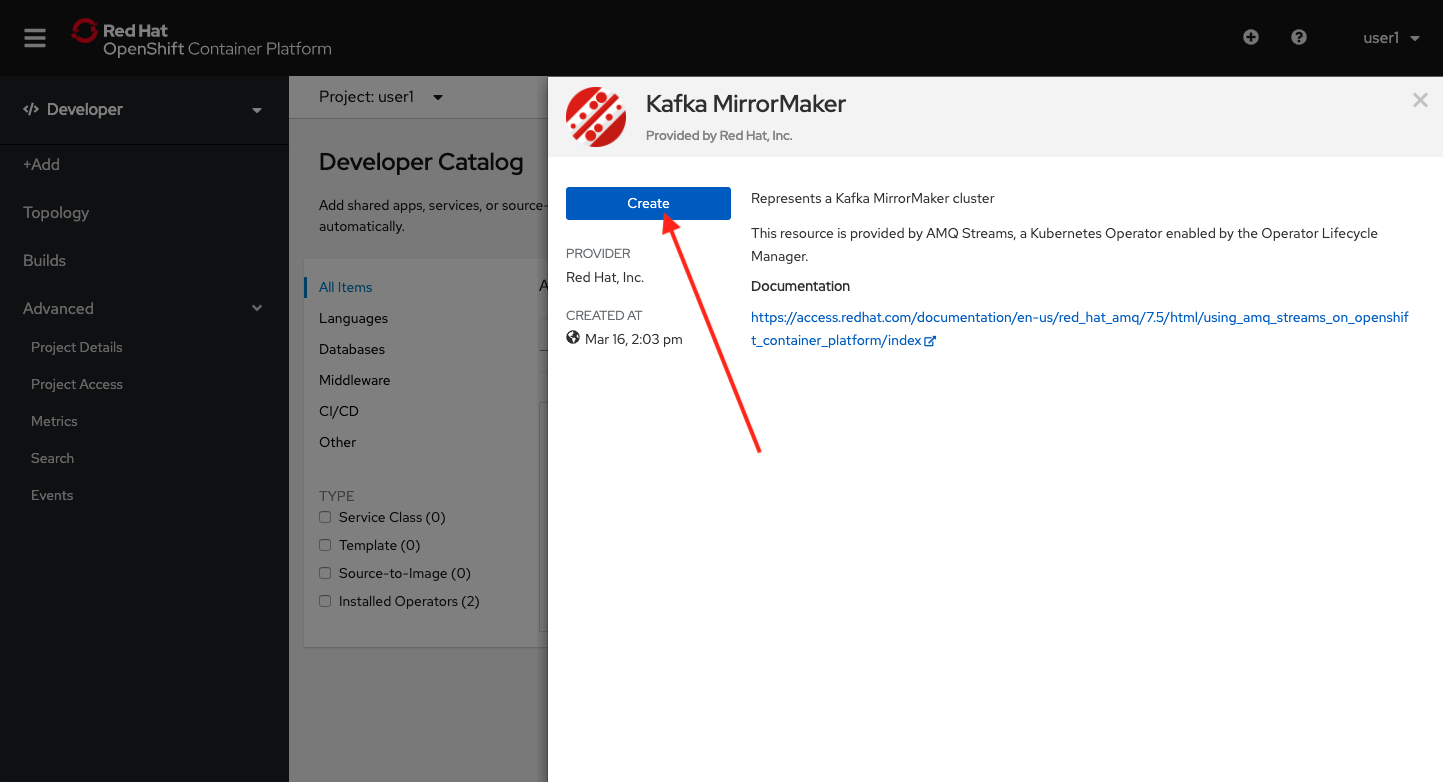 Red Hat
OpenShift Container Platform
user1
Developer
+Add
Topology
Builds
Advanced
Project Details
Project Access
Metrics
Search
Events
Project: user1
Developer Catalog
Add shared apps, services, or source-
automatically.
All Items
Languages
Databases
Middleware
CI/CD
Other
TYPE
Service Class (0)
Template (0)
Source-to-Image (0)
Installed Operators (2)
A
Kafka MirrorMaker
Provided by Red Hat, Inc.
Create
PROVIDER
Red Hat, Inc.
CREATED AT
Mar 16, 2:03 pm
Represents a Kafka MirrorMaker cluster
This resource is provided by AMQ Streams, a Kubernetes Operator enabled by the Operator Lifecycle
Manager.
Documentation
https://access.redhat.com/documentation/en-us/red_hat_amq/7.5/html/using_amq_streams_on_openshif
t_container_platform/index